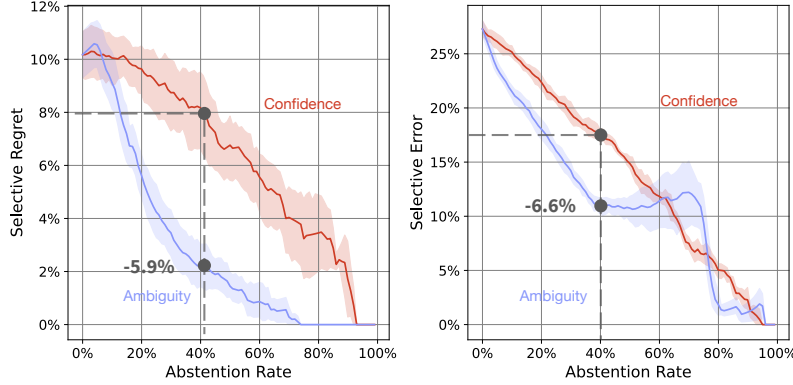 12%
10%
8%
6%
4%
2%
0%
Selective Regret
Confidence
-5.9%
Ambiguity
0% 20% 40% 60% 80% 100%
Abstention Rate
25%
20%
15%
10%
5%
0%
Selective Error
Confidence
-6.6%
Ambiguity
0% 20% 40% 60% 80% 100%
Abstention Rate